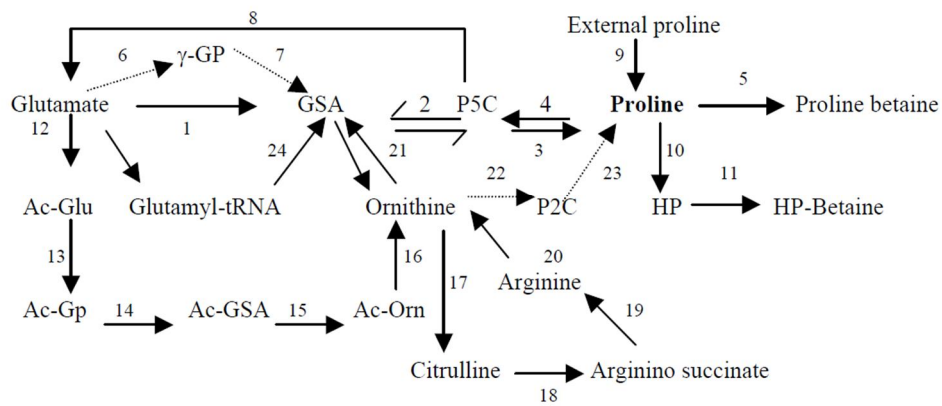 8
External proline
6
γ-GP
7
9
5
Glutamate
GSA
2
P5C
4
Proline
Proline betaine
12
1
24
21
3
10
22
23
11
Ac-Glu
Glutamyl-tRNA
Ornithine
P2C
HP
HP-Betaine
13
16
17
20
Arginine
Ac-Gp
14
Ac-GSA
15
Ac-Orn
19
Citrulline
Arginino succinate
18